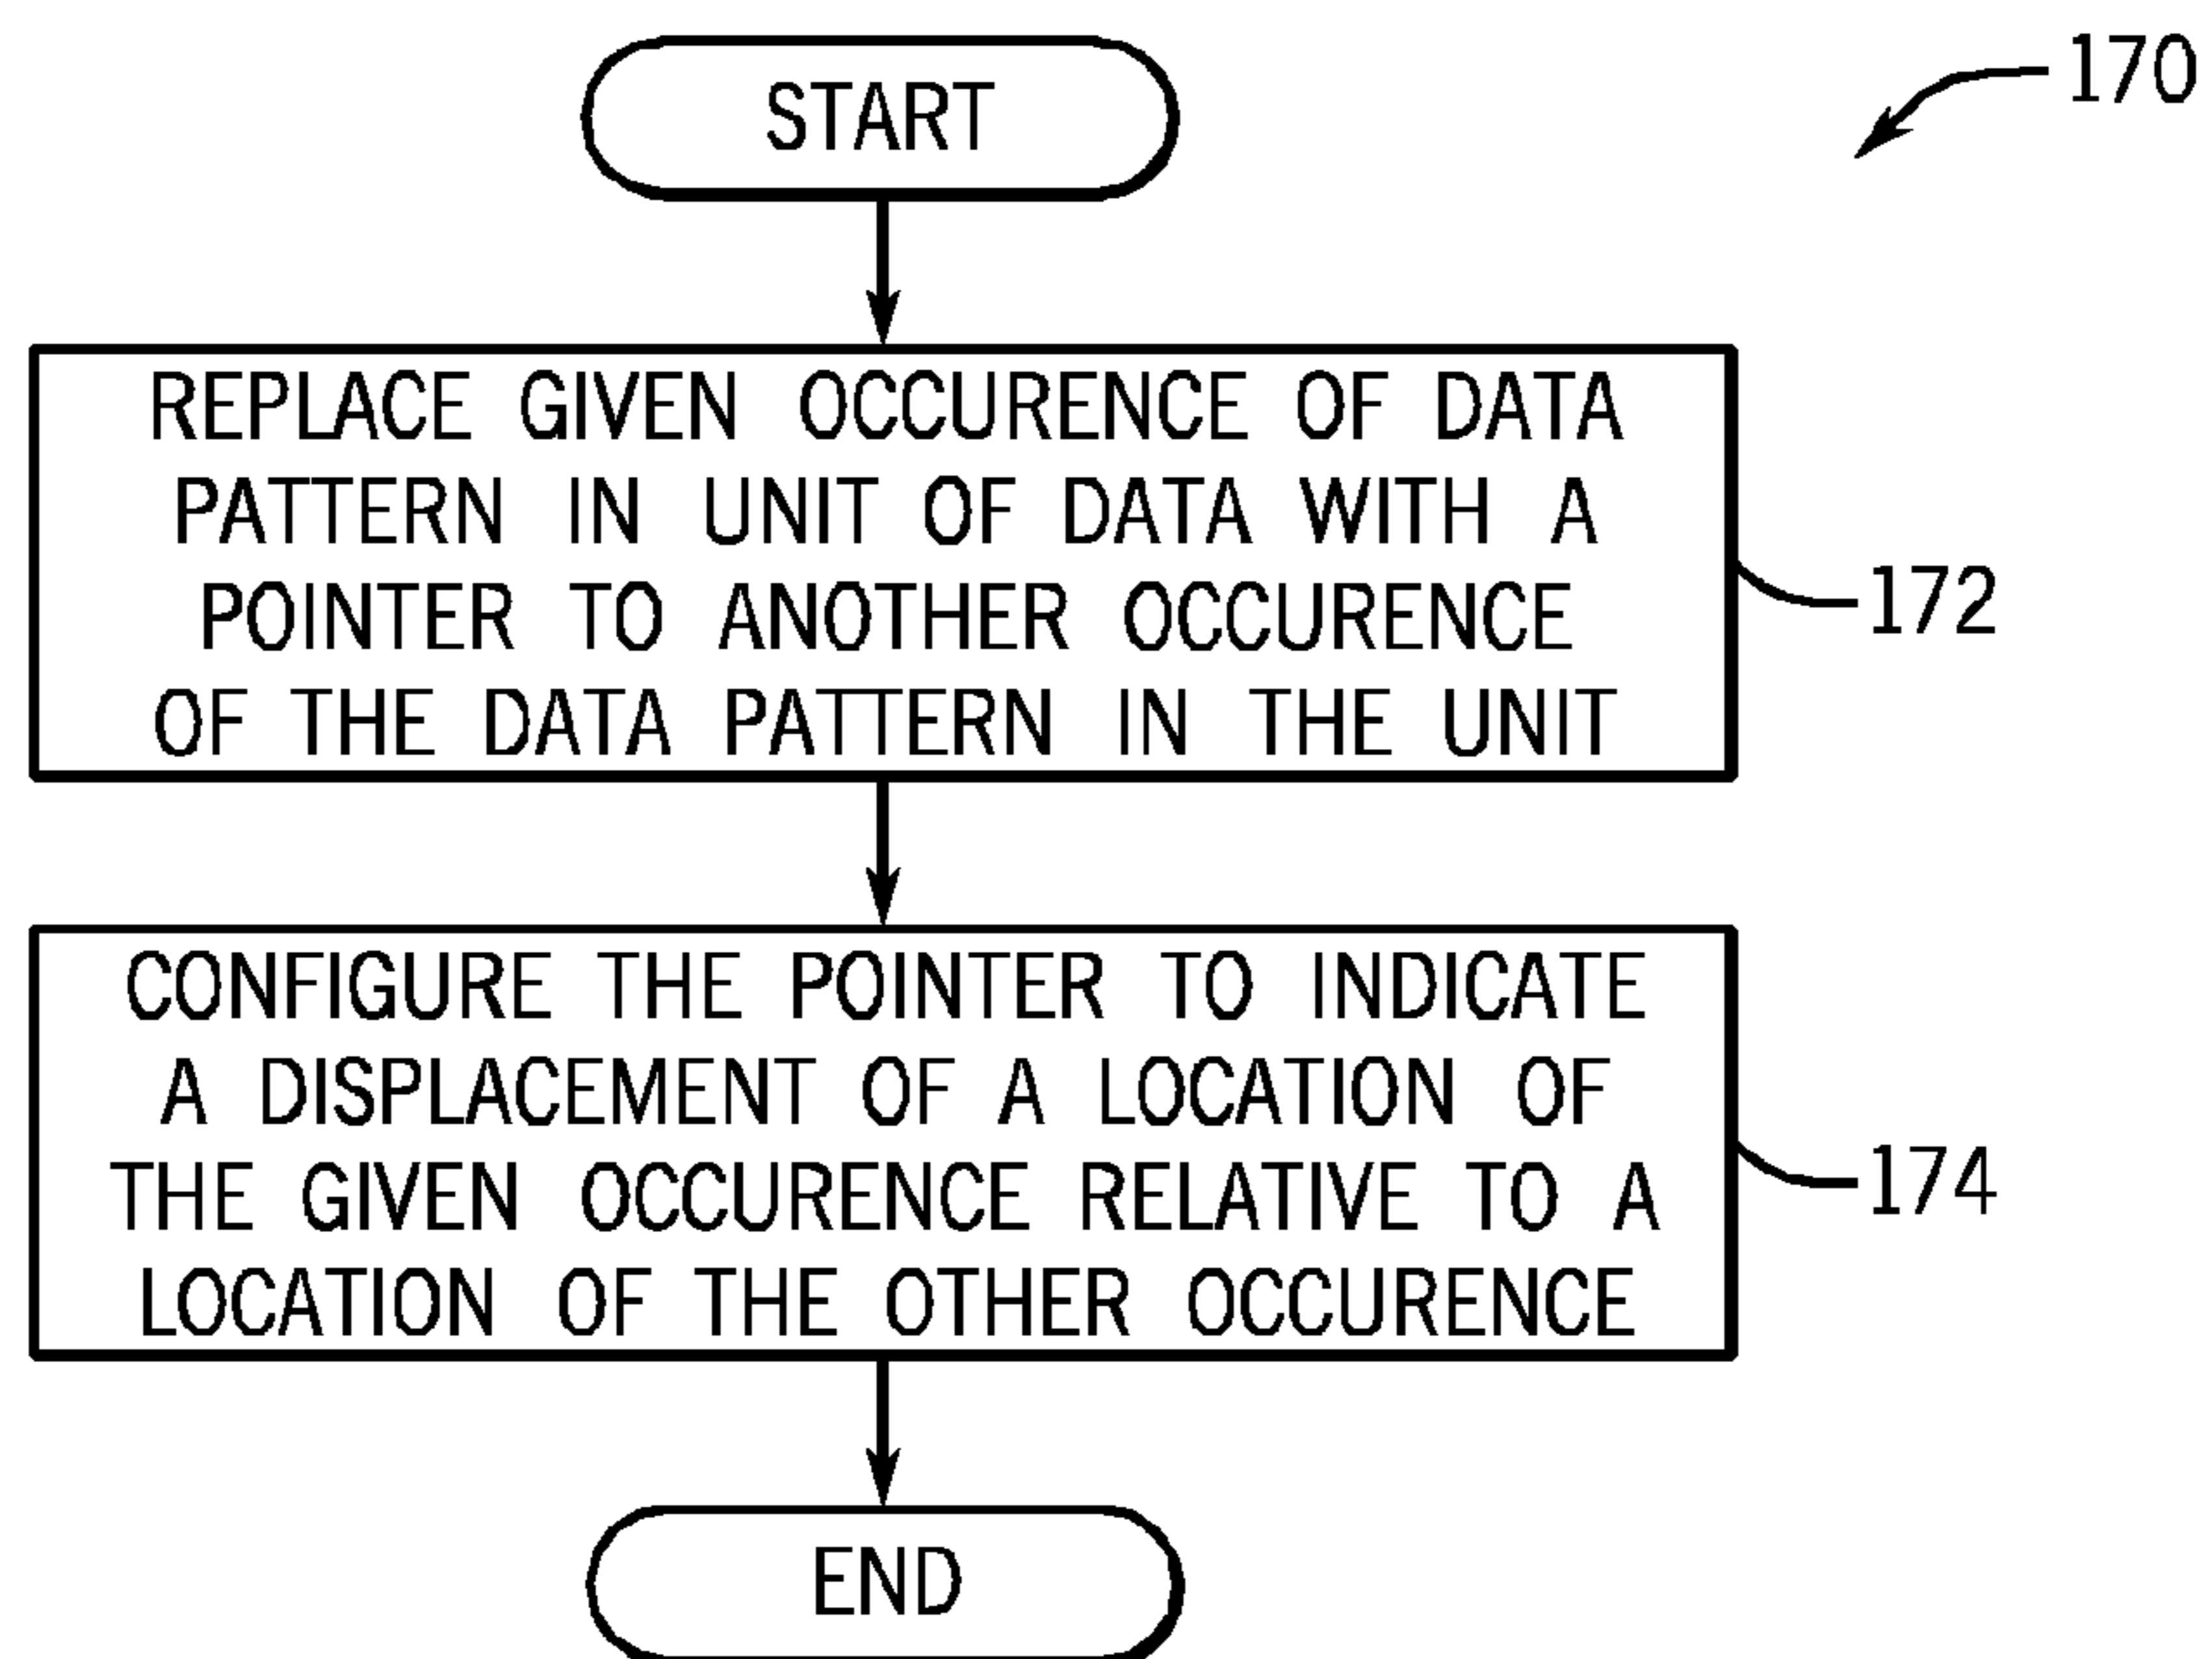 START
170
REPLACE GIVEN OCCURENCE OF DATA
PATTERN IN UNIT OF DATA WITH A
POINTER TO ANOTHER OCCURENCE
OF THE DATA PATTERN IN THE UNIT
172
CONFIGURE THE POINTER TO INDICATE
A DISPLACEMENT OF A LOCATION OF
THE GIVEN OCCURENCE RELATIVE TO A
LOCATION OF THE OTHER OCCURENCE
174
END